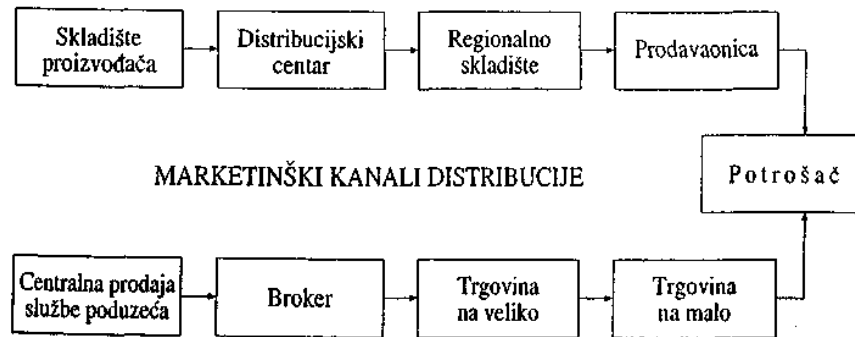 Skladište
proizvođača
Distribucijski
centar
Regionalno
skladište
Prodavaonica
MARKETINŠKI KANALI DISTRIBUCIJE
Potrošač
Centralna prodaja
službe poduzeća
Broker
Trgovina
na veliko
Trgovina
na malo